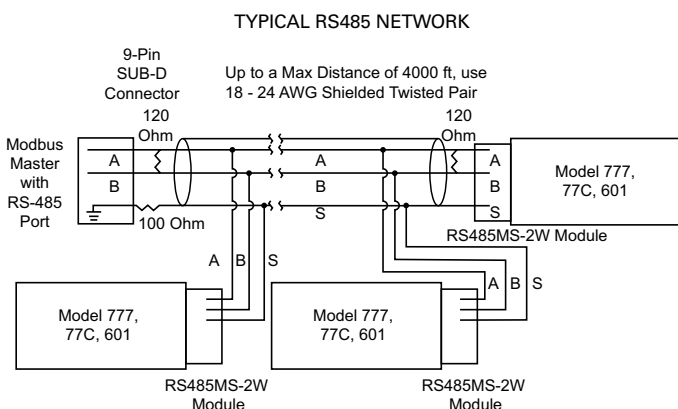 TYPICAL RS485 NETWORK
9-Pin
SUB-D
Connector
Up to a Max Distance of 4000 ft, use
18 - 24 AWG Shielded Twisted Pair
120
Ohm
120
Ohm
Modbus
Master
with
RS-485
Port
A
B
A
B
S
A
B
S
100 Ohm
Model 777,
77C, 601
RS485MS-2W Module
A B S
A B S
Model 777,
77C, 601
Model 777,
77C, 601
RS485MS-2W
Module
RS485MS-2W
Module